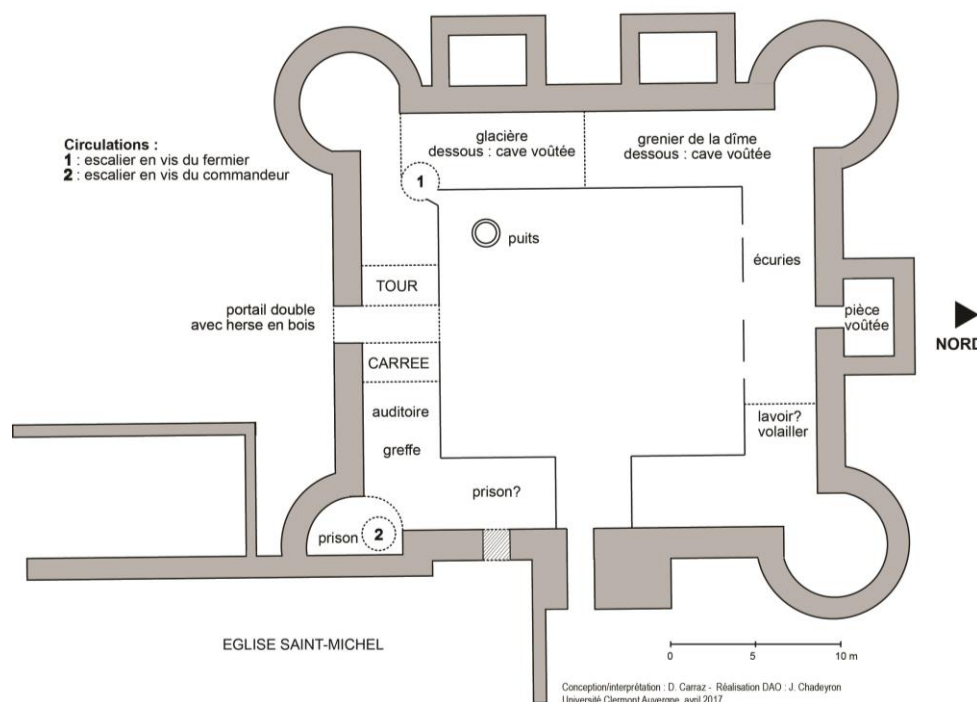 Circulations :
1 : escalier en vis du fermier
2 : escalier en vis du commandeur
glacière
dessous : cave voûtée
grenier de la dîme
dessous : cave voûtée
1
puits
écuries
TOUR
portail double
avec herse en bois
pièce
voûtée
NORD
CARREE
auditoire
greffe
lavoir?
volailler
prison?
prison
2
EGLISE SAINT-MICHEL
0 5 10 m
Conception/interprétation : D. Carraz - Réalisation DAO : J. Chadeyron
Université Clermont Auvergne, avril 2017